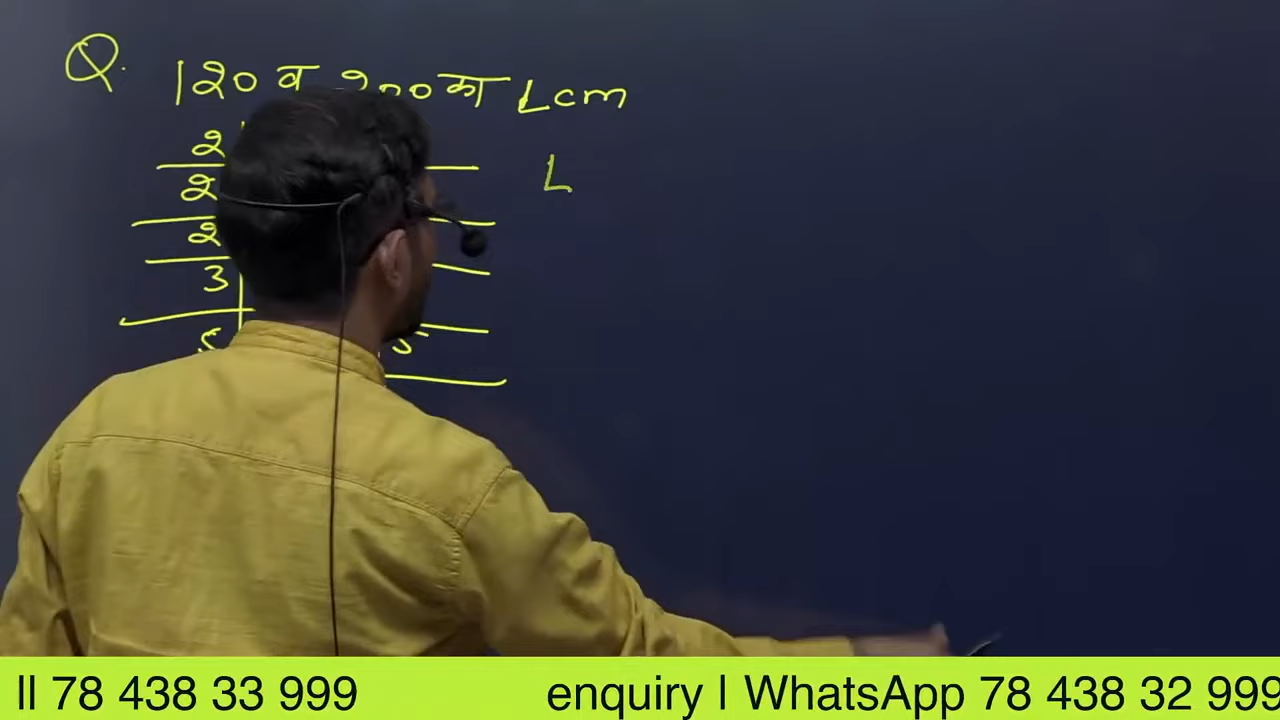 Q. 120 व 200 का Lcm
2
2 L
2
3
5 5
ll 78 438 33 999 enquiry | WhatsApp 78 438 32 999